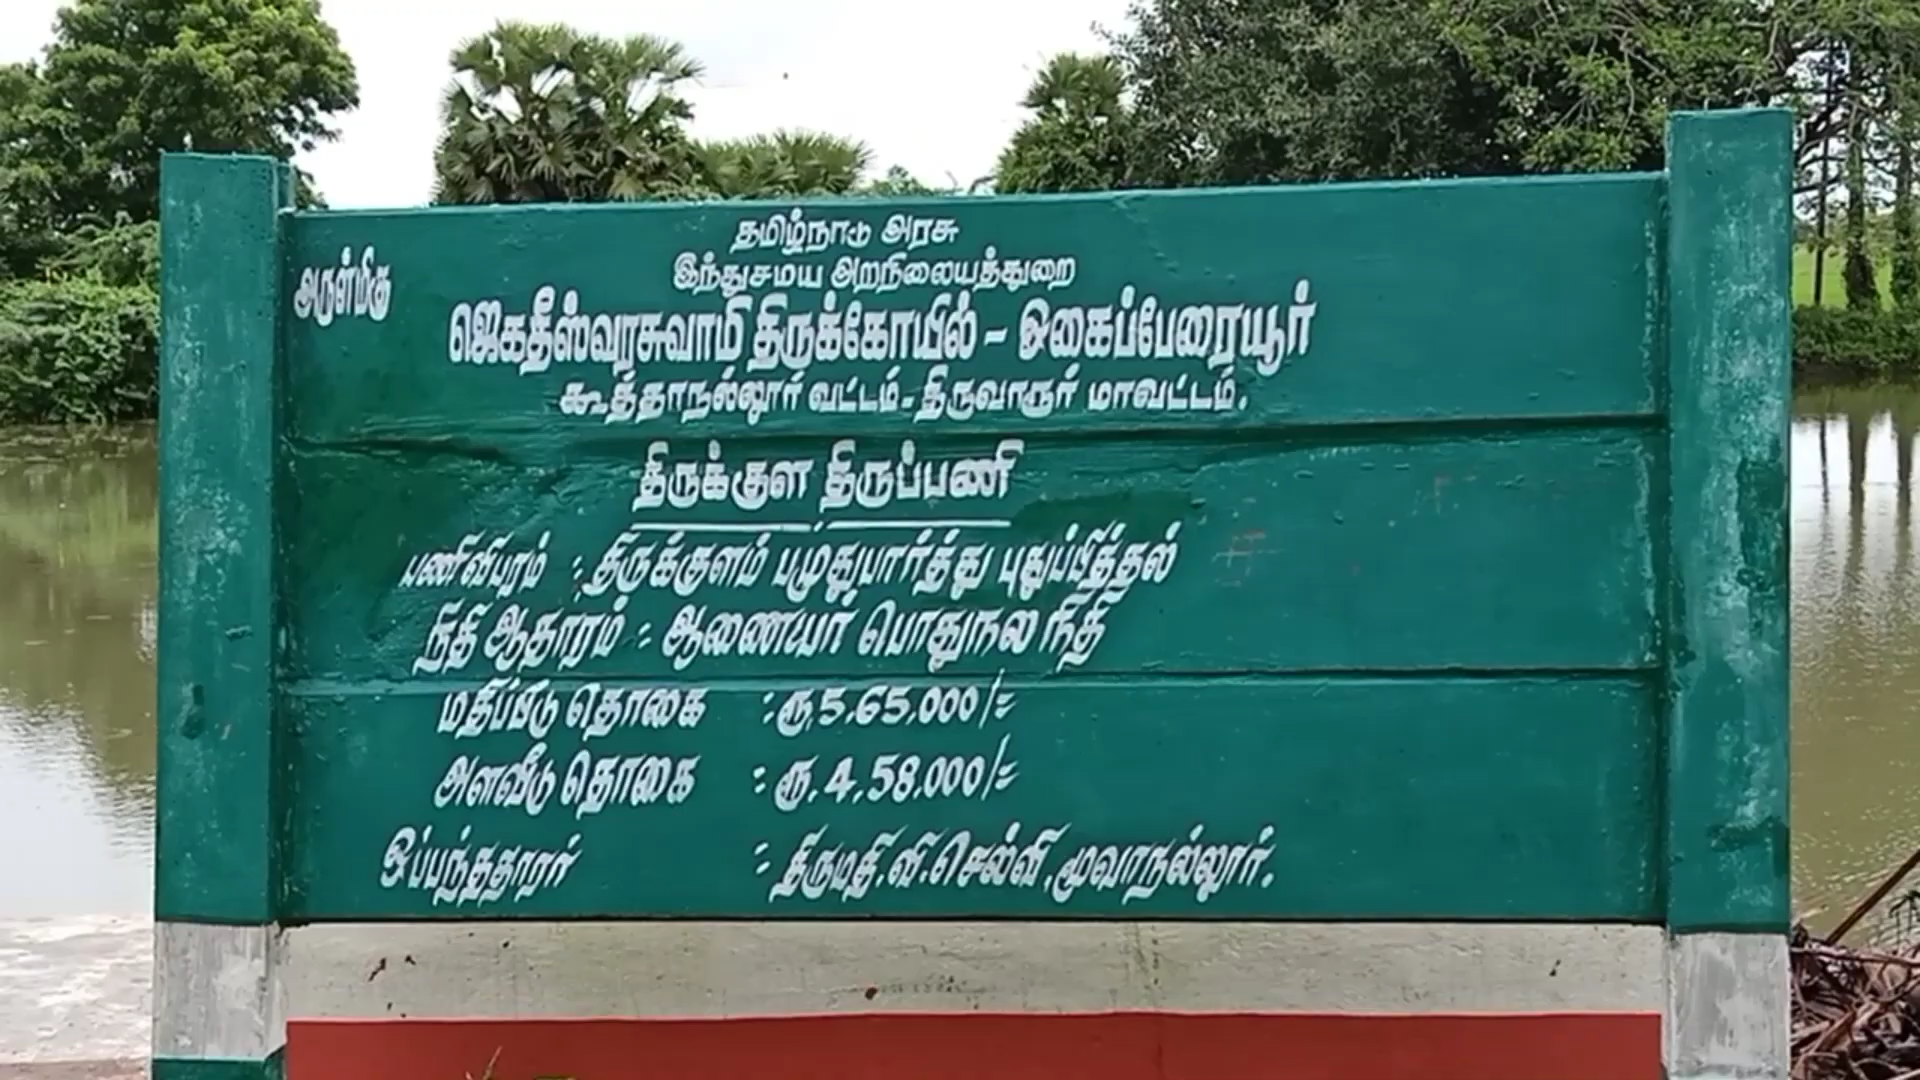 தமிழ்நாடு அரசு
இந்துசமய அறநிலையத்துறை
அருள்மிகு
ஜெகதீஸ்வரசுவாமி திருக்கோயில் - ஓகைப்பேரையூர்
கூத்தாநல்லூர் வட்டம். திருவாரூர் மாவட்டம்.
திருக்குள திருப்பணி
பணிவிபரம் : திருக்குளம் பழுதுபார்த்து புதுப்பித்தல்
நிதி ஆதாரம் : ஆணையர் பொதுநல நிதி
மதிப்பீடு தொகை : ரூ.5.65.000/=
அளவீடு தொகை : ரூ.4.58.000/=
ஒப்பந்ததாரர் : திருமதி.வி.செல்வி.மூவாநல்லூர்.